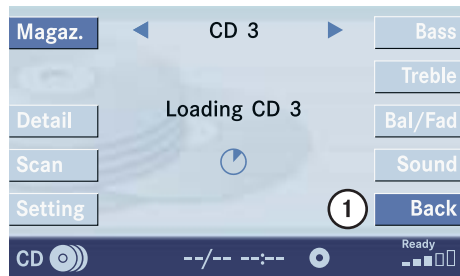 Magaz.
CD 3
Bass
Treble
Detail
Loading CD 3
Bal/Fad
Scan
Sound
Setting
1
Back
CD
--/-- --:--
Ready